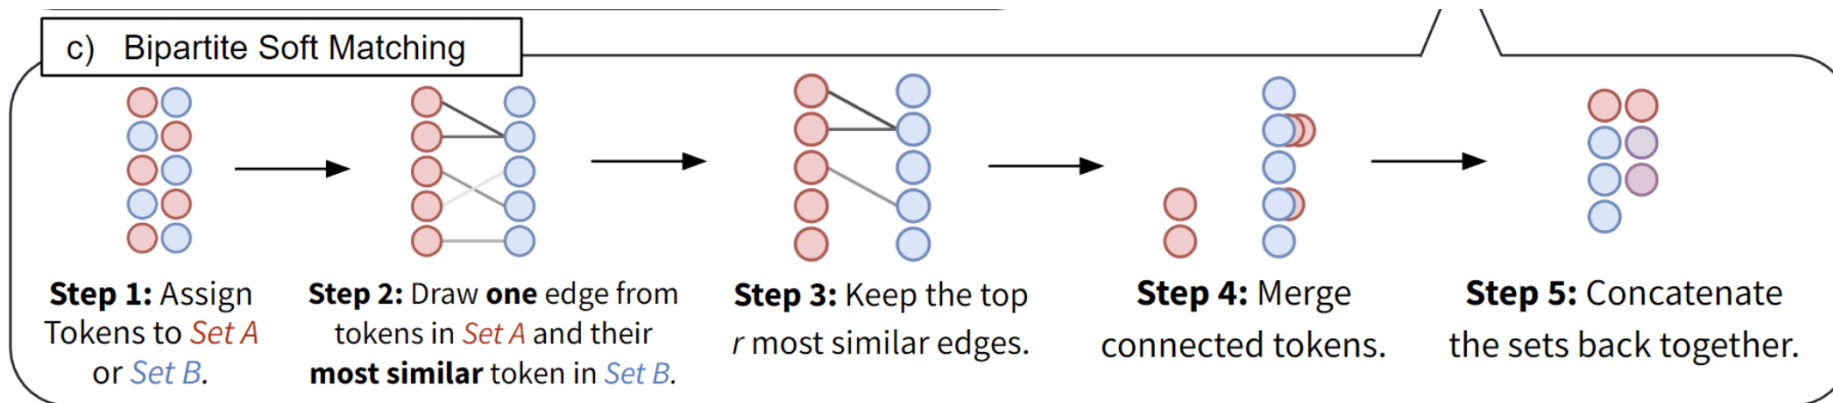 c) Bipartite Soft Matching
Step 1: Assign
Tokens to Set A
or Set B.
Step 2: Draw one edge from
tokens in Set A and their
most similar token in Set B.
Step 3: Keep the top
r most similar edges.
Step 4: Merge
connected tokens.
Step 5: Concatenate
the sets back together.